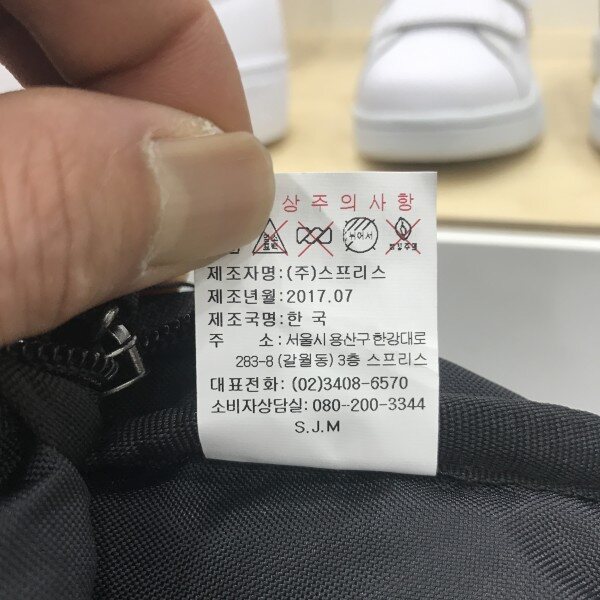 상 주 의 사 항
뉘어서
제조자명:(주)스프리스
제조년월:2017.07
제조국명:한 국
주 소:서울시 용산구 한강대로
283-8 (갈월동) 3층 스프리스
대표전화: (02)3408-6570
소비자상담실: 080-200-3344
S.J.M